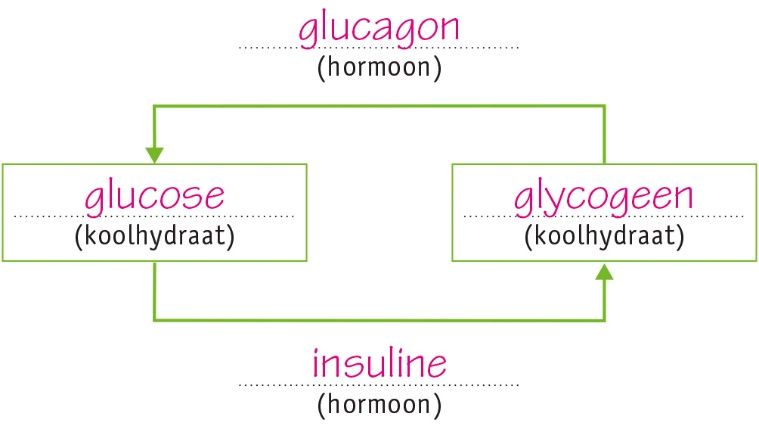 glucagon
(hormoon)
glucose
(koolhydraat)
glycogeen
(koolhydraat)
insuline
(hormoon)